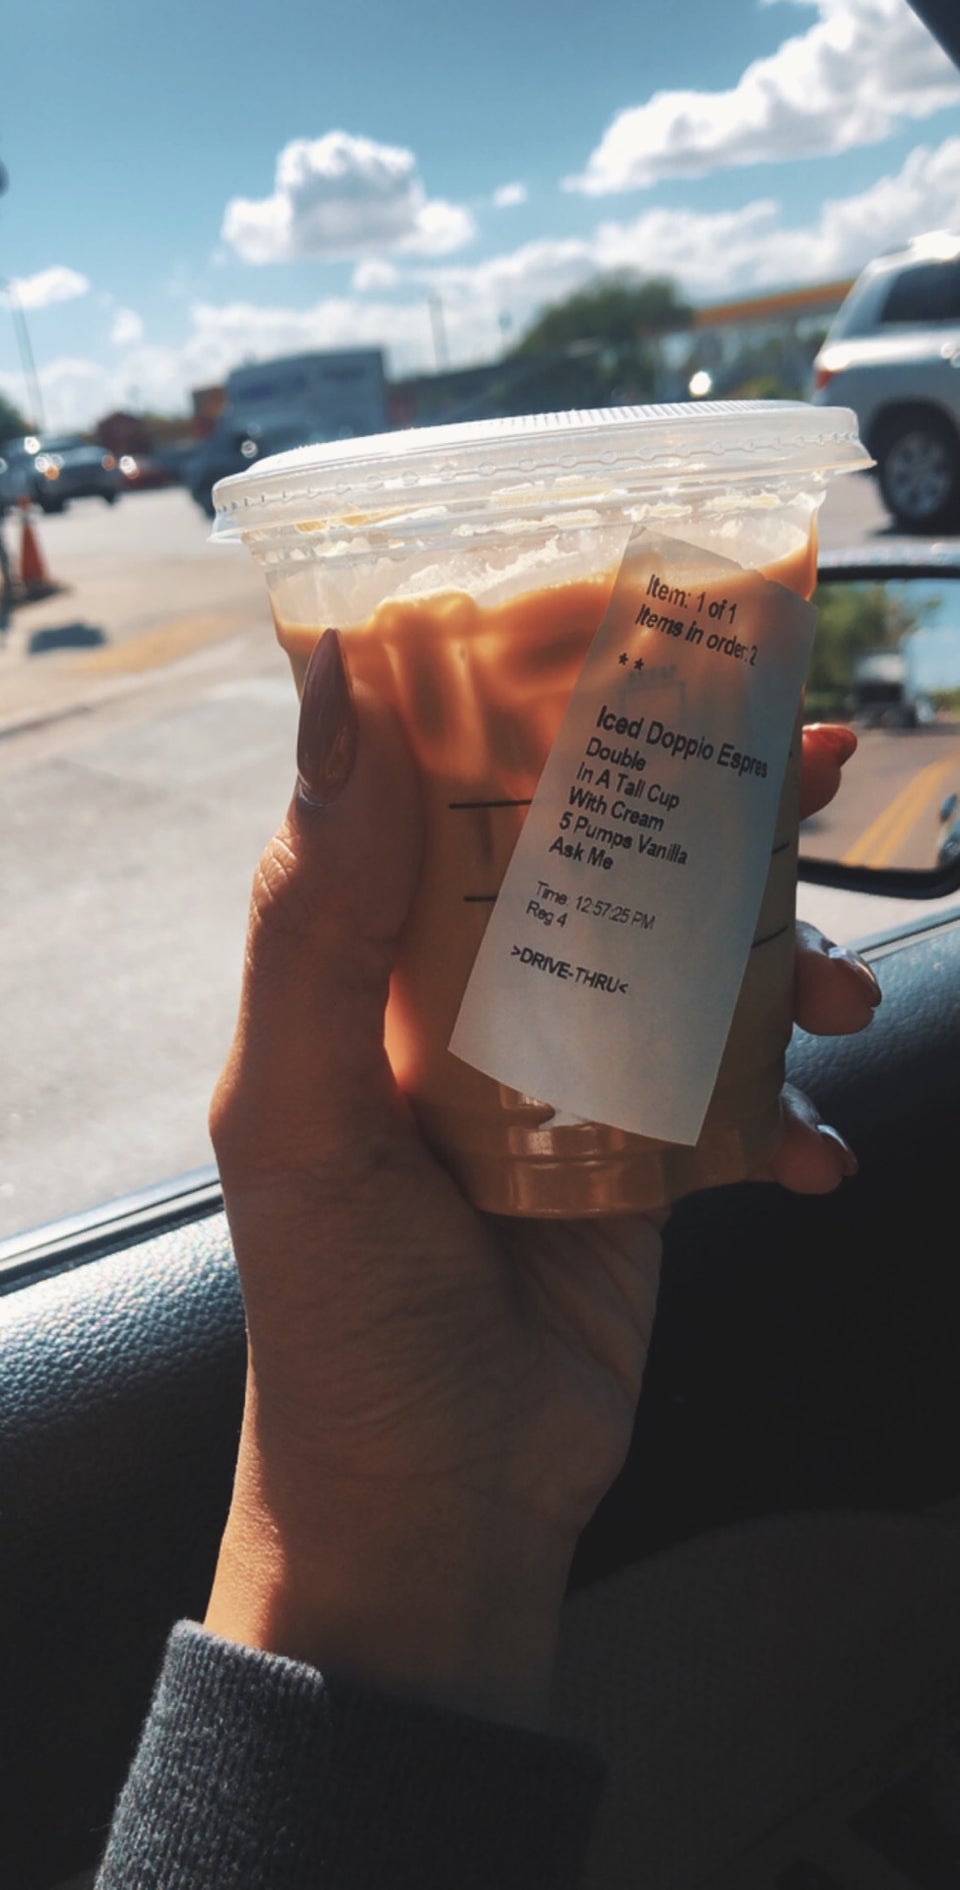 Item: 1 of 1
Items in order: 2
**
Iced Doppio Espres
Double
In A Tall Cup
With Cream
5 Pumps Vanilla
Ask Me
Time: 12:57:25 PM
Reg 4
>DRIVE-THRU<